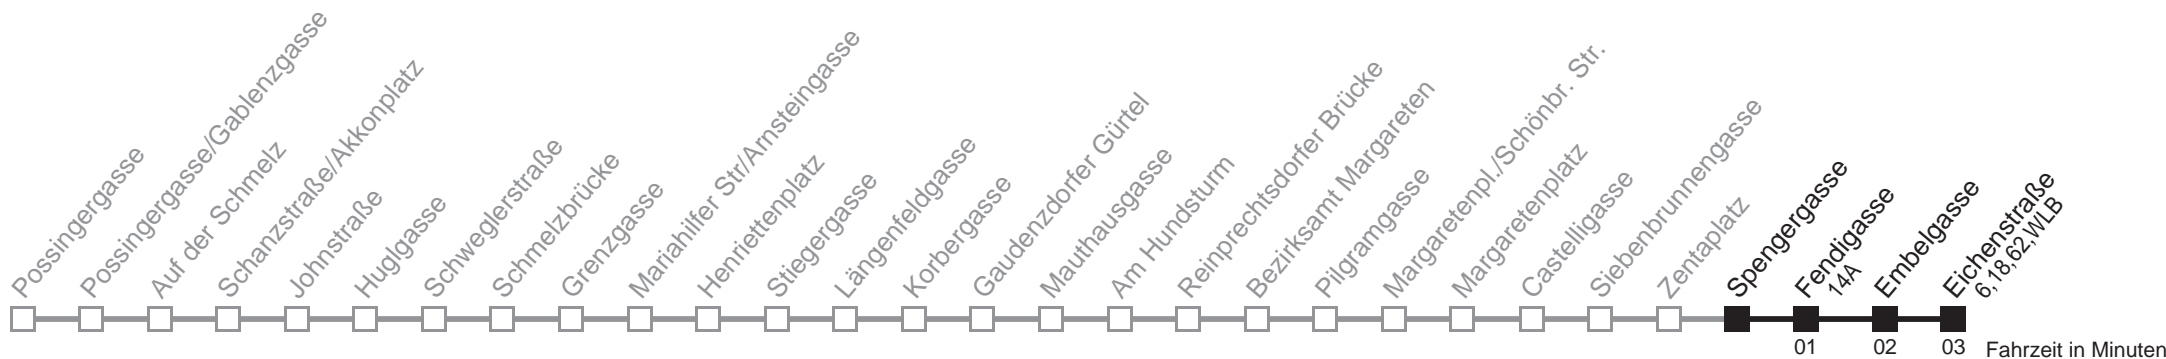 Possingergasse
Possingergasse/Gablenzgasse
Auf der Schmelz
Schanzstraße/Akkonplatz
Johnstraße
Huglgasse
Schweglerstraße
Schmelzbrücke
Grenzgasse
Mariahilfer Str/Arnsteingasse
Henriettenplatz
Stiegergasse
Längenfeldgasse
Korbergasse
Gaudenzdorfer Gürtel
Mauthausgasse
Am Hundsturm
Reinprechtsdorfer Brücke
Bezirksamt Margareten
Pilgramgasse
Margaretenpl./Schönbr. Str.
Margaretenplatz
Castelligasse
Siebenbrunnengasse
Zentaplatz
Spengergasse
Fendigasse
14A
Embelgasse
Eichenstraße
6,18,62,WLB
01
02
03
Fahrzeit in Minuten